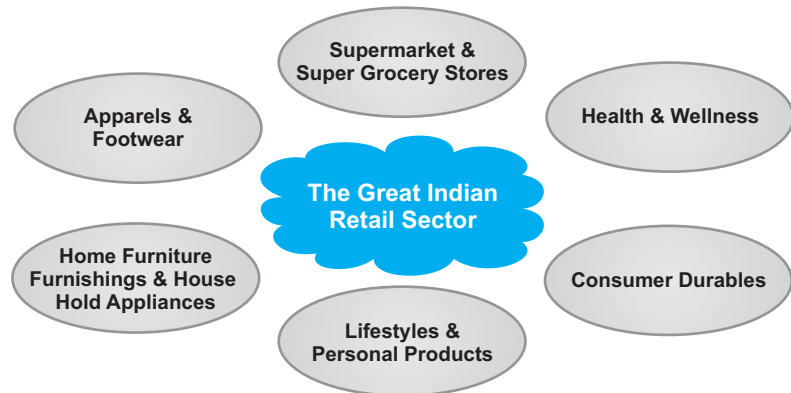 Supermarket &
Super Grocery Stores
Apparels &
Footwear
Health & Wellness
The Great Indian
Retail Sector
Home Furniture
Furnishings & House
Hold Appliances
Consumer Durables
Lifestyles &
Personal Products